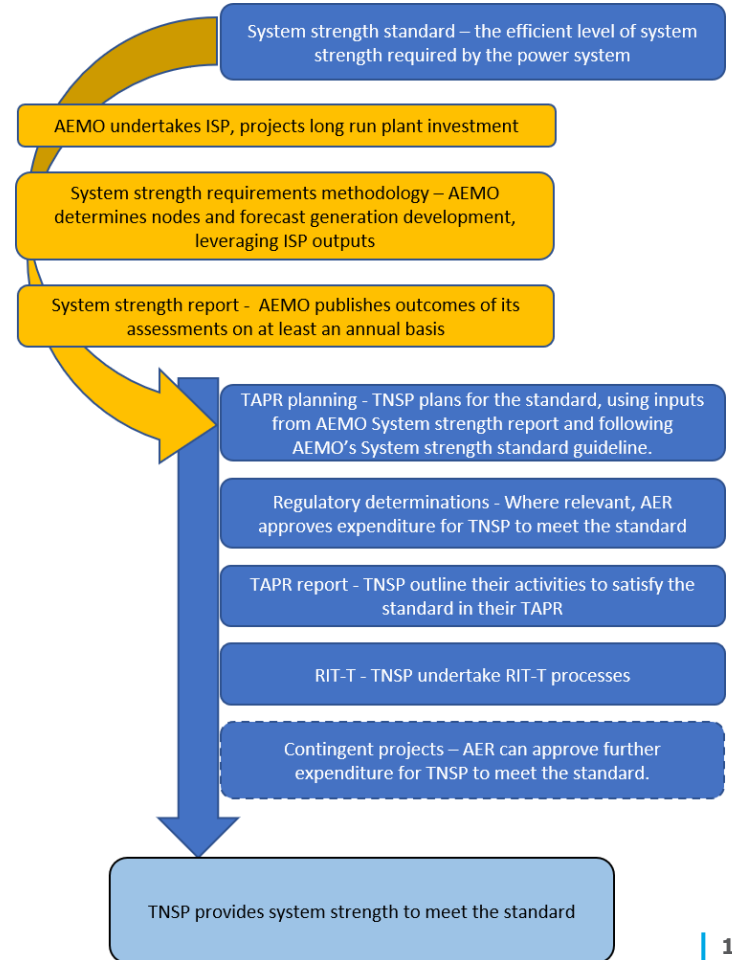 System strength standard – the efficient level of system
strength required by the power system
AEMO undertakes ISP, projects long run plant investment
System strength requirements methodology – AEMO
determines nodes and forecast generation development,
leveraging ISP outputs
System strength report -  AEMO publishes outcomes of its
assessments on at least an annual basis
TAPR planning - TNSP plans for the standard, using inputs
from AEMO System strength report and following
AEMO’s System strength standard guideline.
Regulatory determinations - Where relevant, AER
approves expenditure for TNSP to meet the standard
TAPR report - TNSP outline their activities to satisfy the
standard in their TAPR
RIT-T - TNSP undertake RIT-T processes
Contingent projects – AER can approve further
expenditure for TNSP to meet the standard.
TNSP provides system strength to meet the standard
1